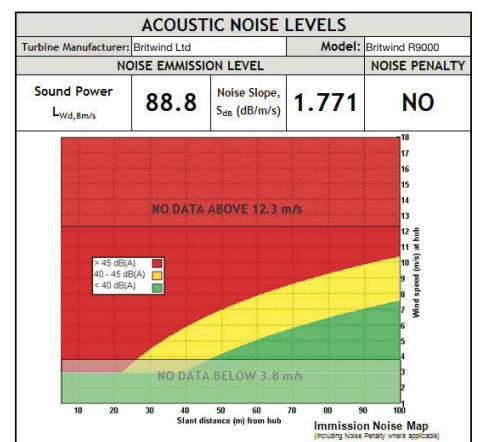 ACOUSTIC NOISE LEVELS
Turbine Manufacturer: Britwind Ltd Model: Britwind R9000
NOISE EMMISSION LEVEL NOISE PENALTY
Sound Power LWd,8m/s 88.8 Noise Slope, SdB (dB/m/s) 1.771 NO
18
17
16
15
14
NO DATA ABOVE 12.3 m/s
13
12
11
> 45 dB(A)
10
40 - 45 dB(A)
9
< 40 dB(A)
8
7
6
5
4
NO DATA BELOW 3.8 m/s
3
2
1
Wind speed (m/s) at hub
10 20 30 40 50 60 70 80 90 100
Slant distance (m) from hub
Immission Noise Map
(Including Noise Penalty where applicable)